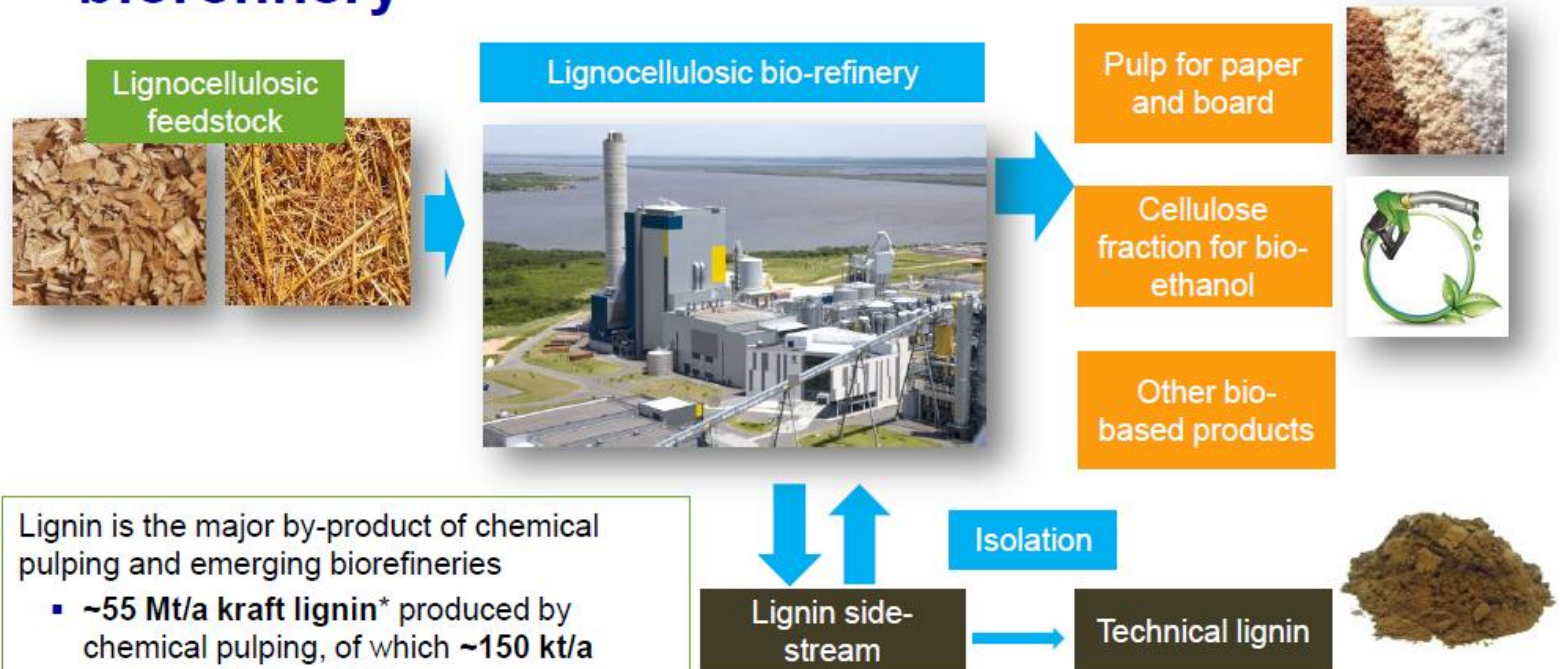 biorefinery
Lignocellulosic
feedstock
Lignocellulosic bio-refinery
Pulp for paper
and board
Cellulose
fraction for bio-
ethanol
Other bio-
based products
Lignin is the major by-product of chemical
pulping and emerging biorefineries
▪ ~55 Mt/a kraft lignin* produced by
chemical pulping, of which ~150 kt/a
Isolation
Lignin side-
stream
Technical lignin